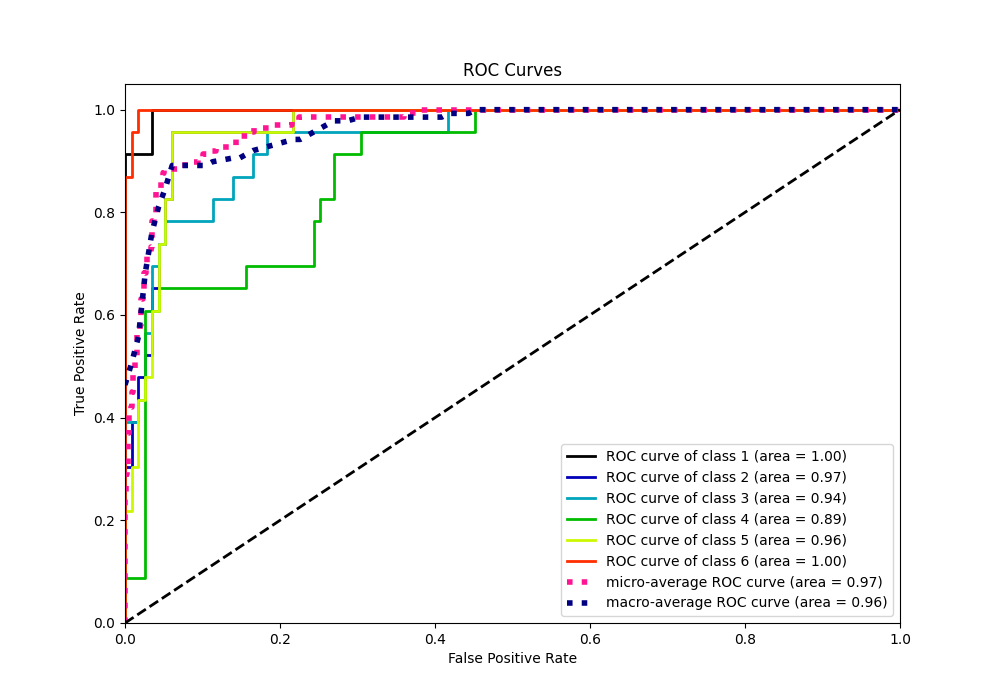 ROC Curves
True Positive Rate
1.0
0.8
0.6
0.4
0.2
0.0
ROC curve of class 1 (area = 1.00)
ROC curve of class 2 (area = 0.97)
ROC curve of class 3 (area = 0.94)
ROC curve of class 4 (area = 0.89)
ROC curve of class 5 (area = 0.96)
ROC curve of class 6 (area = 1.00)
micro-average ROC curve (area = 0.97)
macro-average ROC curve (area = 0.96)
0.0 0.2 0.4 0.6 0.8 1.0
False Positive Rate